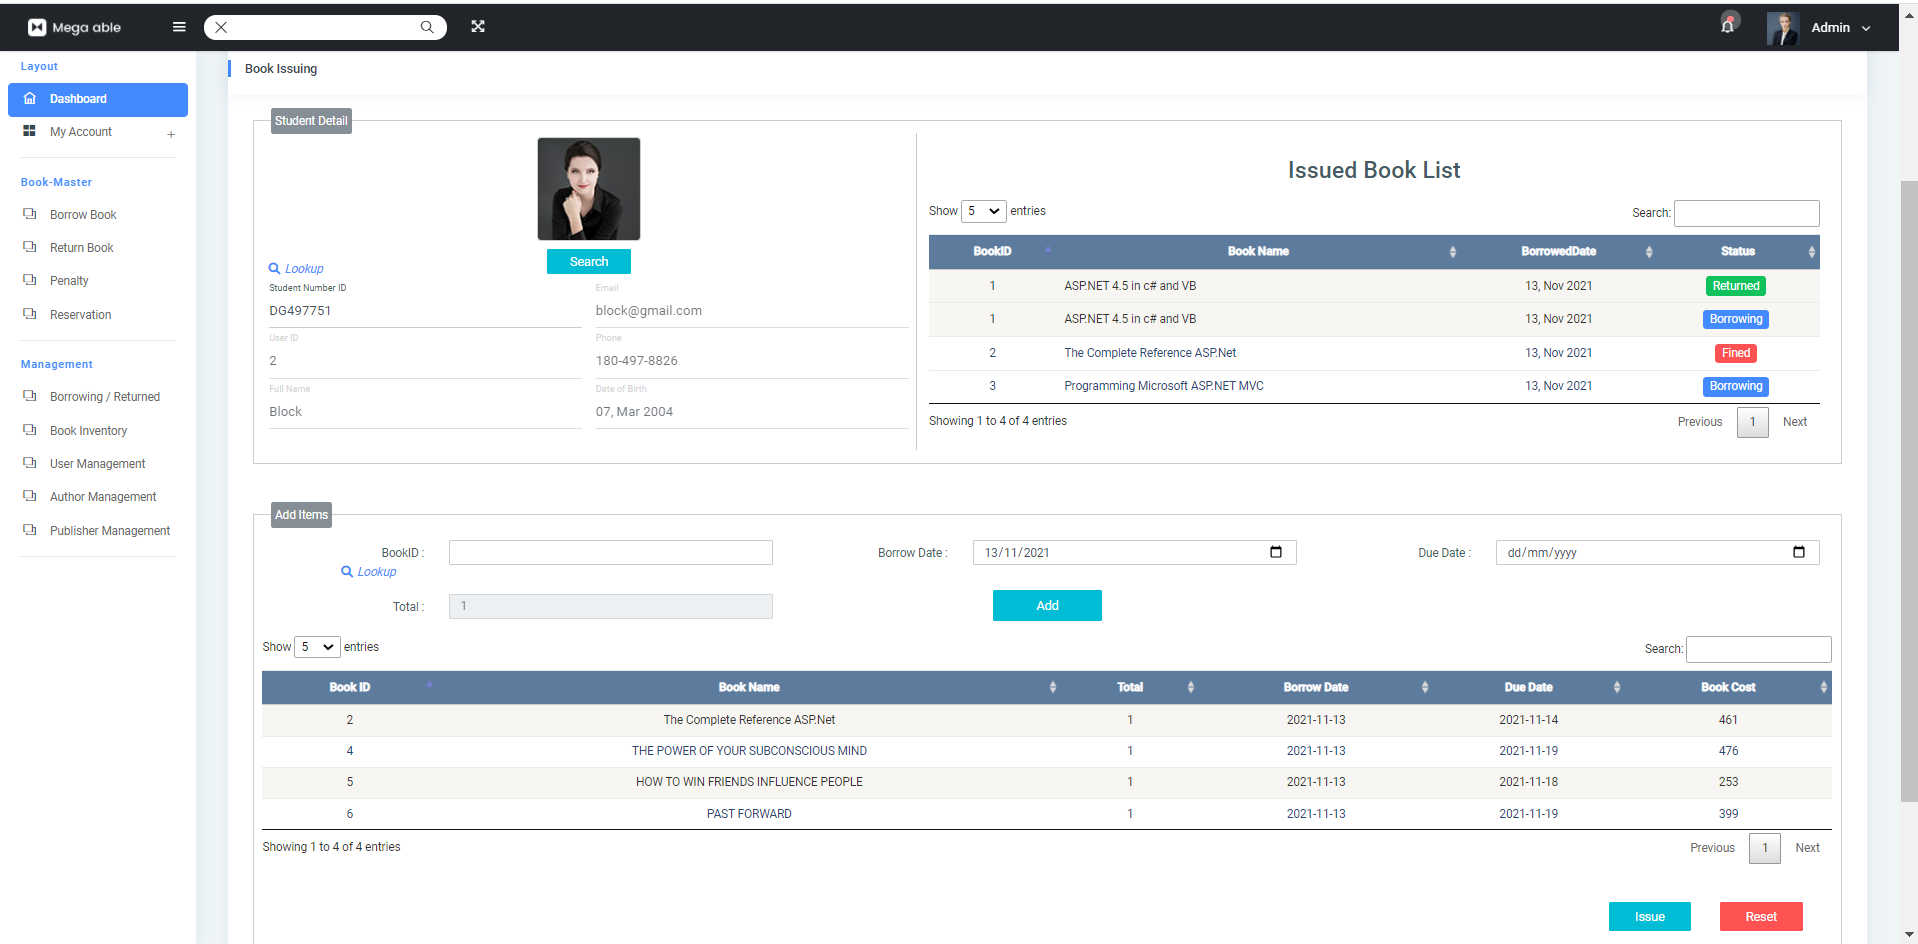 Mega able
Admin
Layout
Dashboard
My Account +
Book-Master
Borrow Book
Return Book
Penalty
Reservation
Management
Borrowing / Returned
Book Inventory
User Management
Author Management
Publisher Management
Book Issuing
Student Detail
Search
Lookup
Student Number ID Email
DG497751 block@gmail.com
User ID Phone
2 180-497-8826
Full Name Date of Birth
Block 07, Mar 2004
Issued Book List
Show 5 entries Search:
BookID Book Name BorrowedDate Status
1 ASP.NET 4.5 in c# and VB 13, Nov 2021 Returned
1 ASP.NET 4.5 in c# and VB 13, Nov 2021 Borrowing
2 The Complete Reference ASP.Net 13, Nov 2021 Fined
3 Programming Microsoft ASP.NET MVC 13, Nov 2021 Borrowing
Showing 1 to 4 of 4 entries Previous 1 Next
Add Items
BookID : Borrow Date : 13/11/2021 Due Date : dd/mm/yyyy
Lookup
Total : 1 Add
Show 5 entries Search:
Book ID Book Name Total Borrow Date Due Date Book Cost
2 The Complete Reference ASP.Net 1 2021-11-13 2021-11-14 461
4 THE POWER OF YOUR SUBCONSCIOUS MIND 1 2021-11-13 2021-11-19 476
5 HOW TO WIN FRIENDS INFLUENCE PEOPLE 1 2021-11-13 2021-11-18 253
6 PAST FORWARD 1 2021-11-13 2021-11-19 399
Showing 1 to 4 of 4 entries Previous 1 Next
Issue Reset